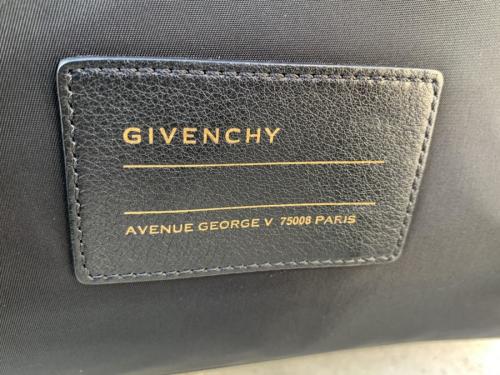 GIVENCHY
AVENUE GEORGE V 75008 PARIS